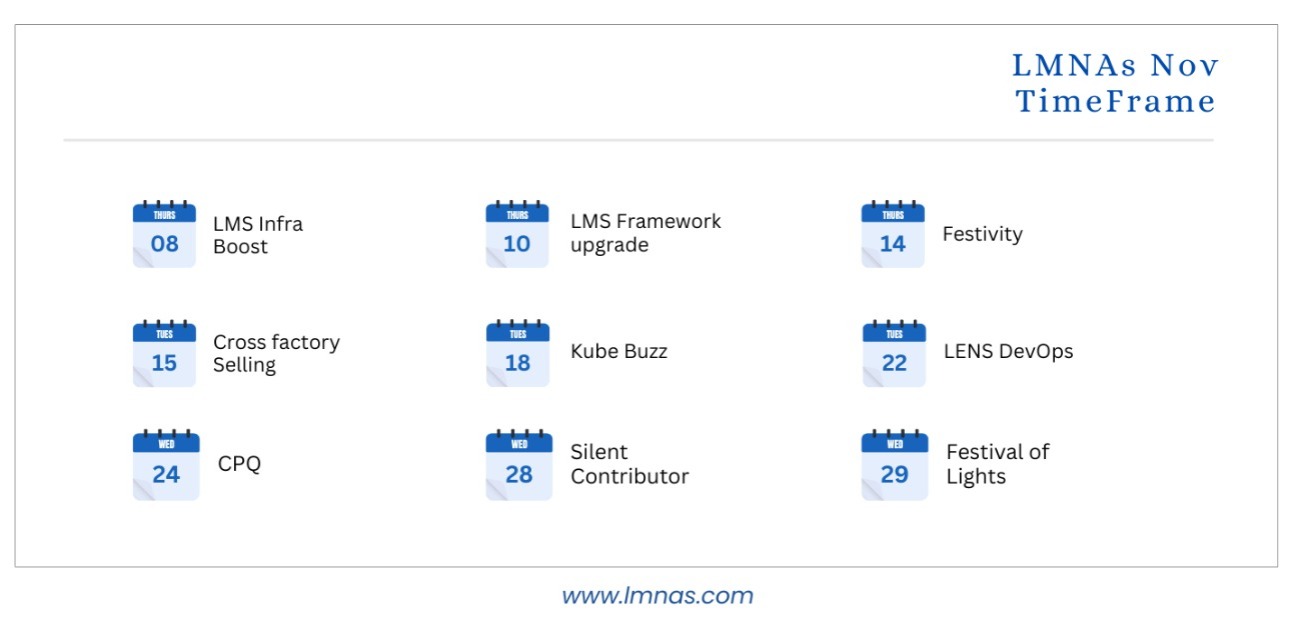 LMNAs Nov
TimeFrame
THURS
08
LMS Infra
Boost
THURS
10
LMS Framework
upgrade
THURS
14
Festivity
TUES
15
Cross factory
Selling
TUES
18
Kube Buzz
TUES
22
LENS DevOps
WED
24
CPQ
WED
28
Silent
Contributor
WED
29
Festival of
Lights
www.lmnas.com